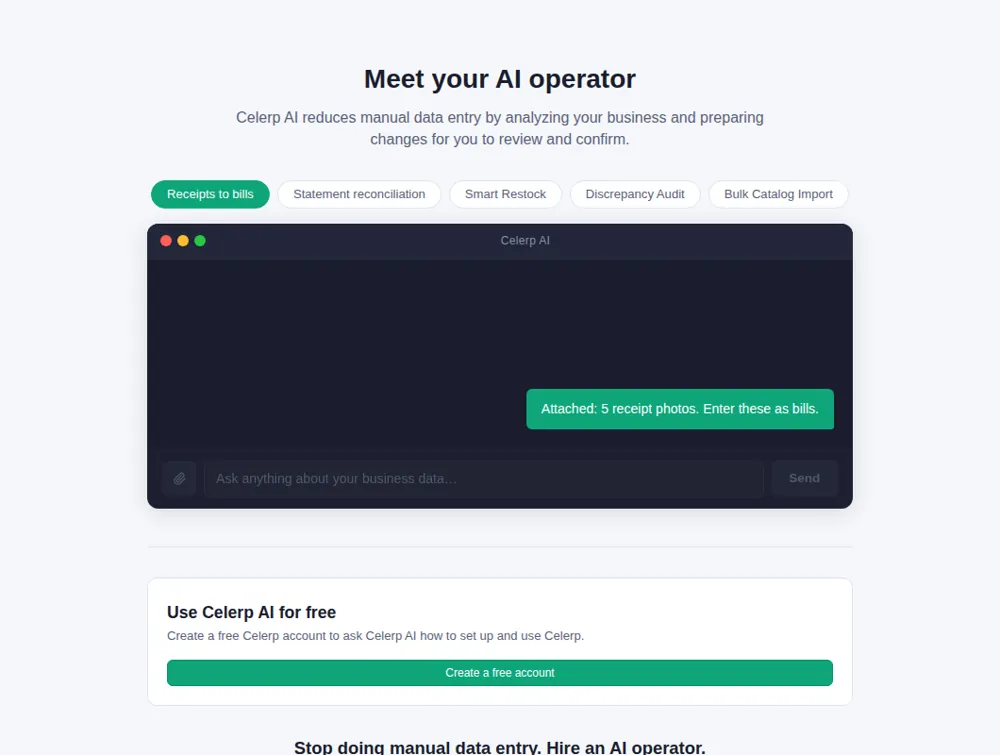 Meet your AI operator
Celerp AI reduces manual data entry by analyzing your business and preparing
changes for you to review and confirm.
Receipts to bills
Statement reconciliation
Smart Restock
Discrepancy Audit
Bulk Catalog Import
Celerp AI
Attached: 5 receipt photos. Enter these as bills.
Ask anything about your business data…
Send
Use Celerp AI for free
Create a free Celerp account to ask Celerp AI how to set up and use Celerp.
Create a free account
Stop doing manual data entry. Hire an AI operator.